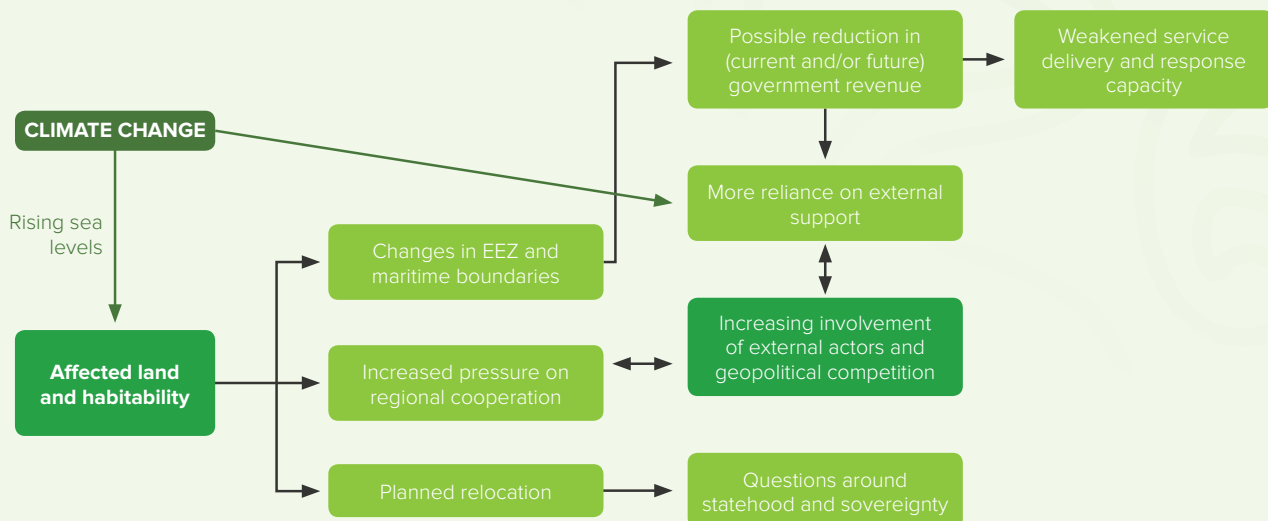 Possible reduction in
(current and/or future)
government revenue
Weakened service
delivery and response
capacity
CLIMATE CHANGE
More reliance on external
support
Rising sea
levels
Changes in EEZ and
maritime boundaries
Increasing involvement
of external actors and
geopolitical competition
Affected land
and habitability
Increased pressure on
regional cooperation
Planned relocation
Questions around
statehood and sovereignty